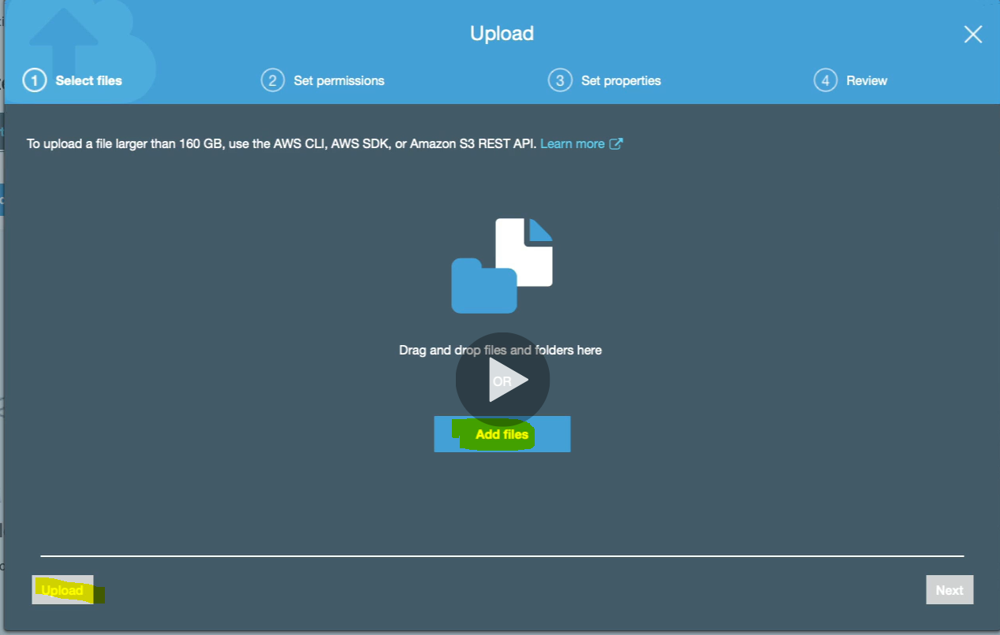 Upload
1 Select files
2 Set permissions
3 Set properties
4 Review
To upload a file larger than 160 GB, use the AWS CLI, AWS SDK, or Amazon S3 REST API. Learn more
Drag and drop files and folders here
OR
Add files
Upload
Next